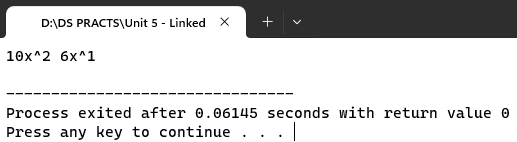 D:\DS PRACTS\Unit 5 - Linked
10x^2 6x^1
--------------------------------
Process exited after 0.06145 seconds with return value 0
Press any key to continue . . .